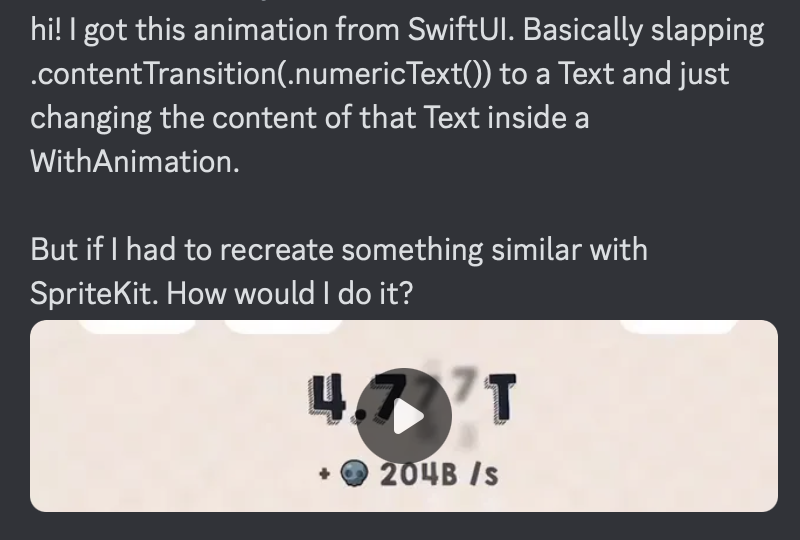 hi! I got this animation from SwiftUI. Basically slapping
.contentTransition(.numericText()) to a Text and just
changing the content of that Text inside a
WithAnimation.
But if I had to recreate something similar with
SpriteKit. How would I do it?
4.7 7T
+ 204B /s